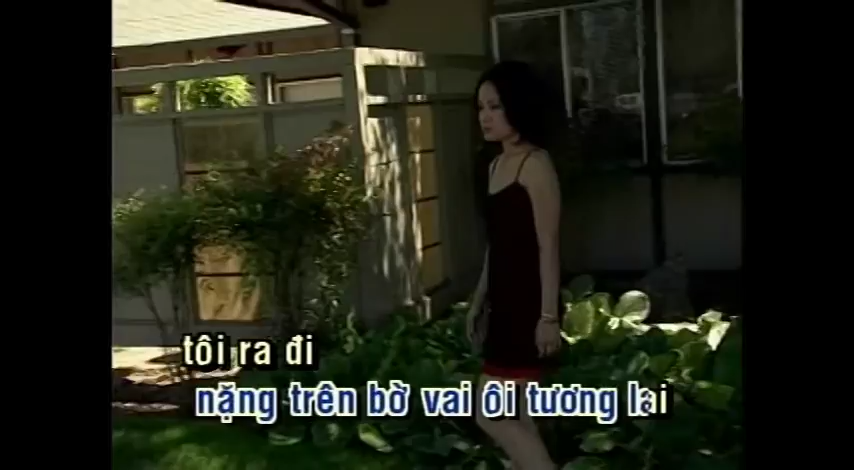 tôi ra đi
nặng trên bờ vai ôi tương lai